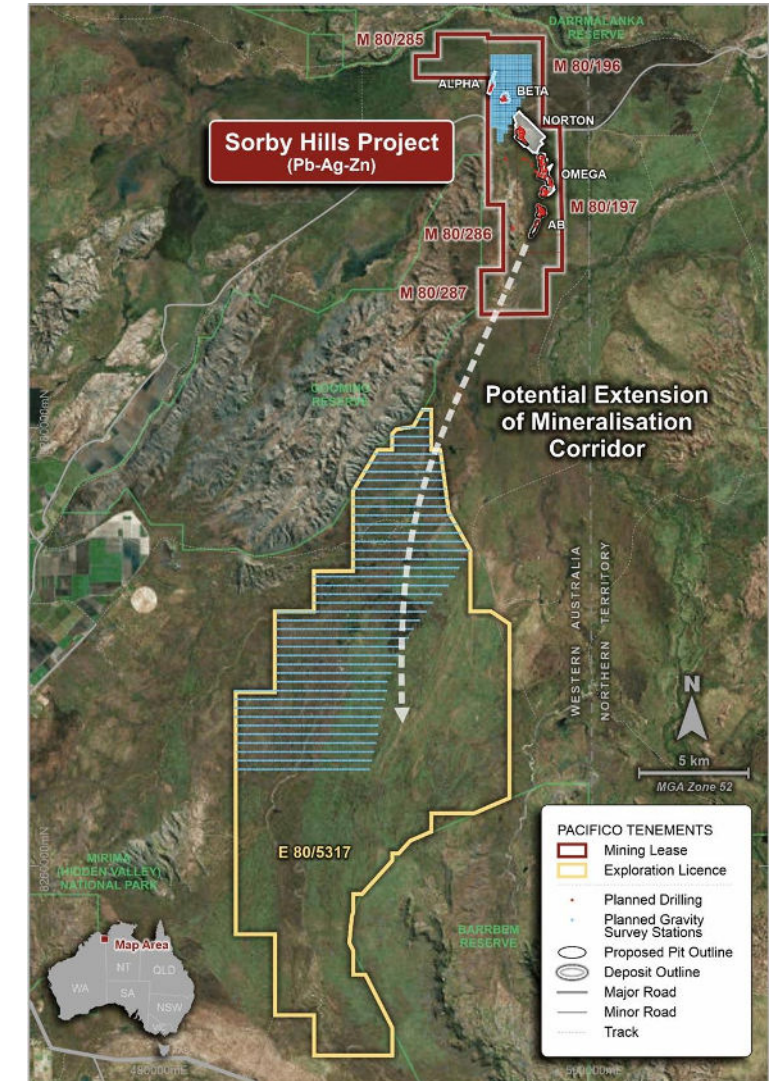 DARRMALANKA
RESERVE
M 80/285
M 80/196
ALPHA
BETA
NORTON
Sorby Hills Project
(Pb-Ag-Zn)
OMEGA
M 80/197
AB
M 80/286
M 80/287
Potential Extension
of Mineralisation
Corridor
RESERVE
WESTERN AUSTRALIA
NORTHERN TERRITORY
N
5 km
MGA Zone 52
E 80/5317
MIRIMA
(HIDDEN VALLEY)
NATIONAL PARK
BARRBEM
RESERVE
PACIFICO TENEMENTS
Mining Lease
Exploration Licence
Planned Drilling
Planned Gravity
Survey Stations
Proposed Pit Outline
Deposit Outline
Major Road
Minor Road
Track
Map Area
WA
NT
QLD
SA
NSW